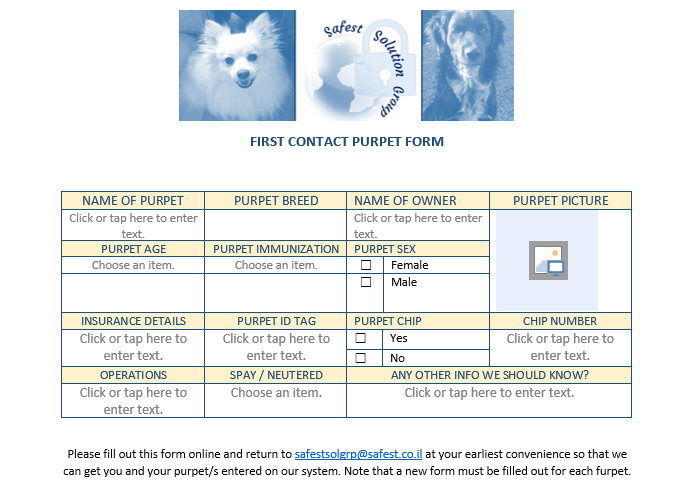 Safest Solution Group
FIRST CONTACT PURPET FORM
NAME OF PURPET PURPET BREED NAME OF OWNER PURPET PICTURE
Click or tap here to enter Click or tap here to enter
text. text.
PURPET AGE PURPET IMMUNIZATION PURPET SEX
Choose an item. Choose an item. ☐ Female
☐ Male
INSURANCE DETAILS PURPET ID TAG PURPET CHIP CHIP NUMBER
Click or tap here to Click or tap here to ☐ Yes Click or tap here to
enter text. enter text. ☐ No enter text.
OPERATIONS SPAY / NEUTERED ANY OTHER INFO WE SHOULD KNOW?
Click or tap here to Choose an item. Click or tap here to enter text.
enter text.
Please fill out this form online and return to safestsolgrp@safest.co.il at your earliest convenience so that we
can get you and your purpet/s entered on our system. Note that a new form must be filled out for each furpet.